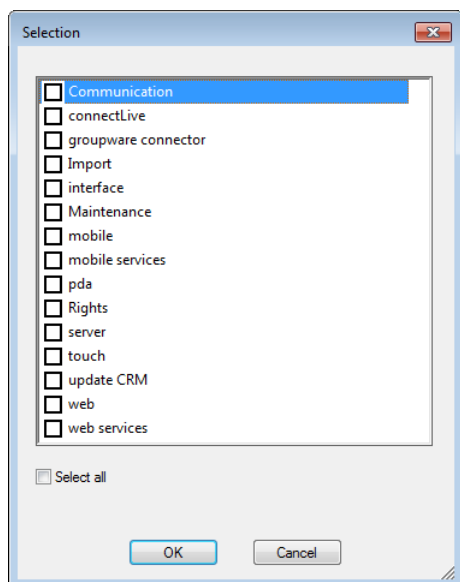 Selection
Communication
connectLive
groupware connector
Import
interface
Maintenance
mobile
mobile services
pda
Rights
server
touch
update CRM
web
web services
Select all
OK Cancel